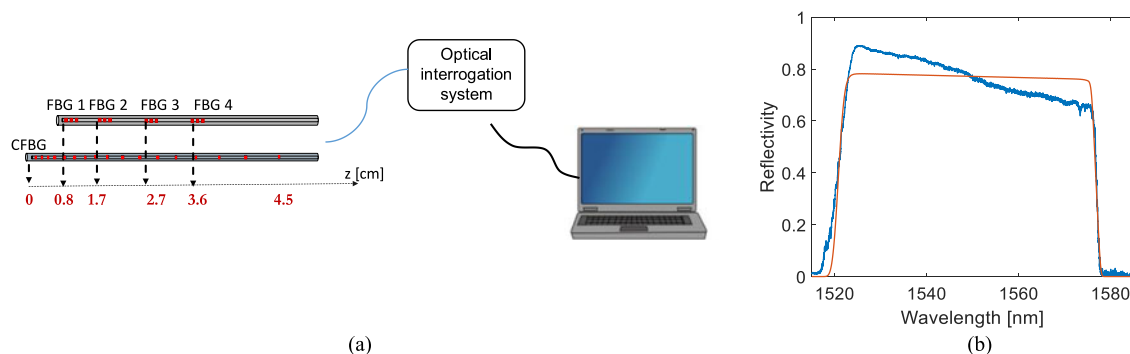 Optical
interrogation
system
FBG 1 FBG 2 FBG 3 FBG 4
CFBG
z [cm]
0 0.8 1.7 2.7 3.6 4.5
(a)
1
0.8
0.6
0.4
0.2
0
Reflectivity
1520 1540 1560 1580
Wavelength [nm]
(b)